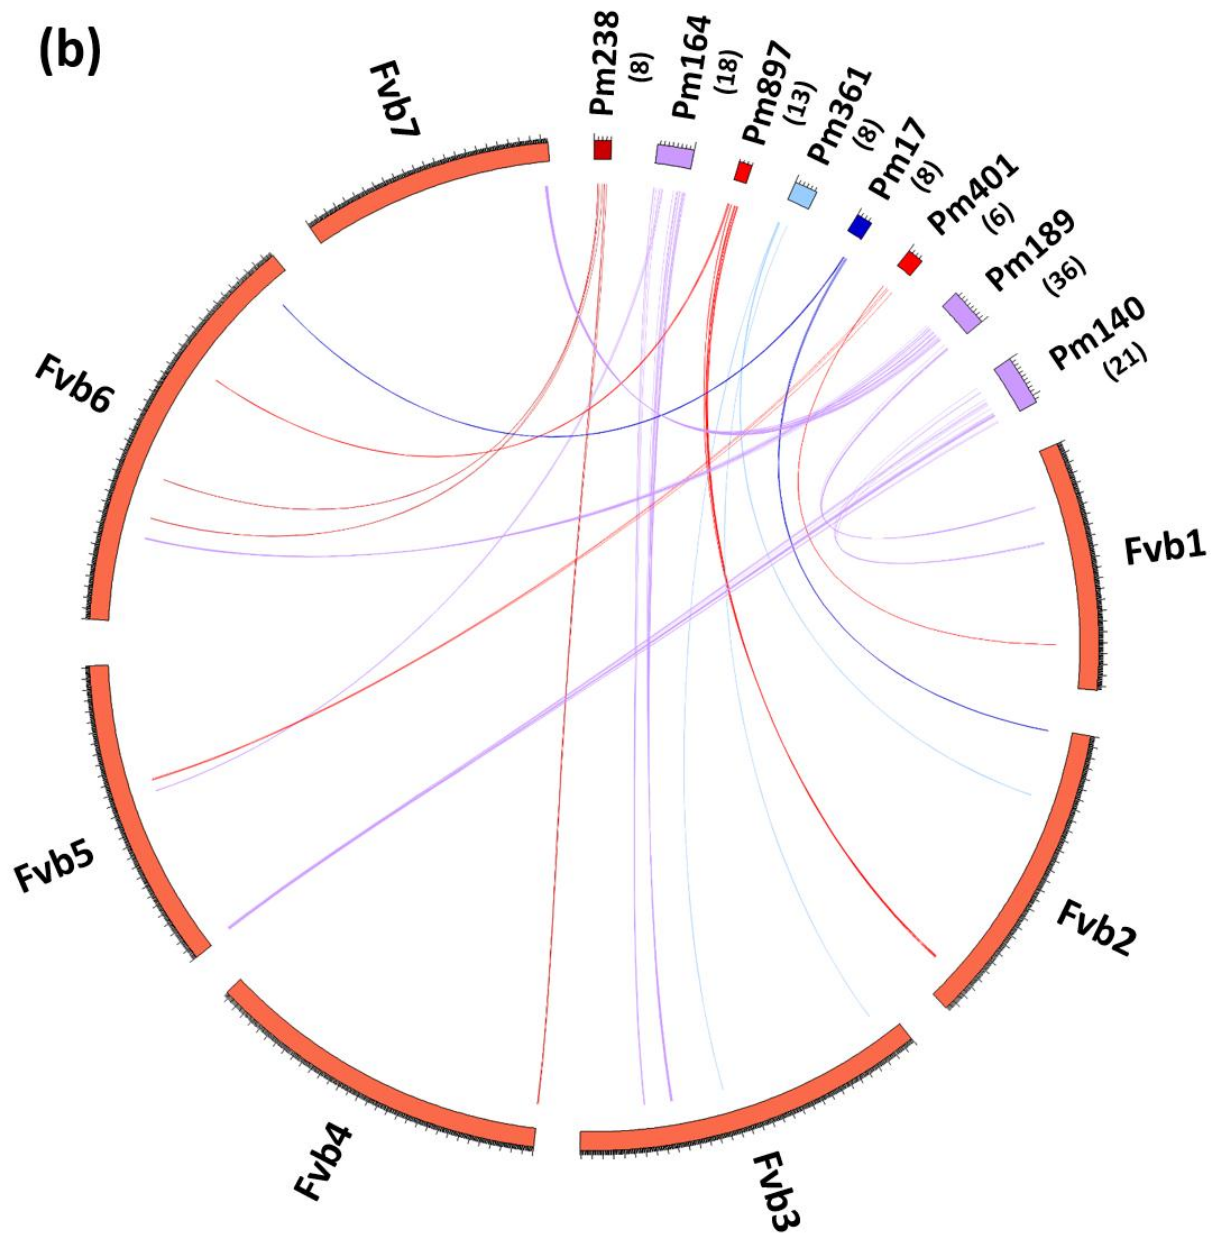 (b)
Pm238
(8)
Pm164
(18)
Pm897
(13)
Pm361
(8)
Pm17
(8)
Pm401
(6)
Pm189
(36)
Pm140
(21)
Fvb1
Fvb2
Fvb3
Fvb4
Fvb5
Fvb6
Fvb7